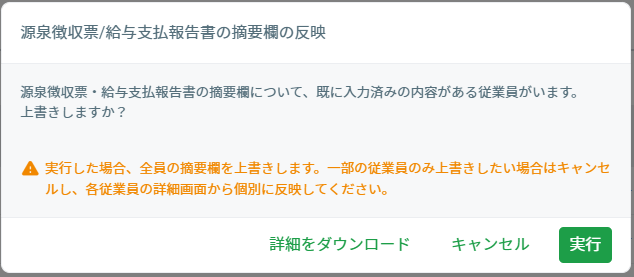 源泉徴収票/給与支払報告書の摘要欄の反映
源泉徴収票・給与支払報告書の摘要欄について、既に入力済みの内容がある従業員がいます。
上書きしますか？
実行した場合、全員の摘要欄を上書きします。一部の従業員のみ上書きしたい場合はキャンセ
ルし、各従業員の詳細画面から個別に反映してください。
詳細をダウンロード キャンセル 実行